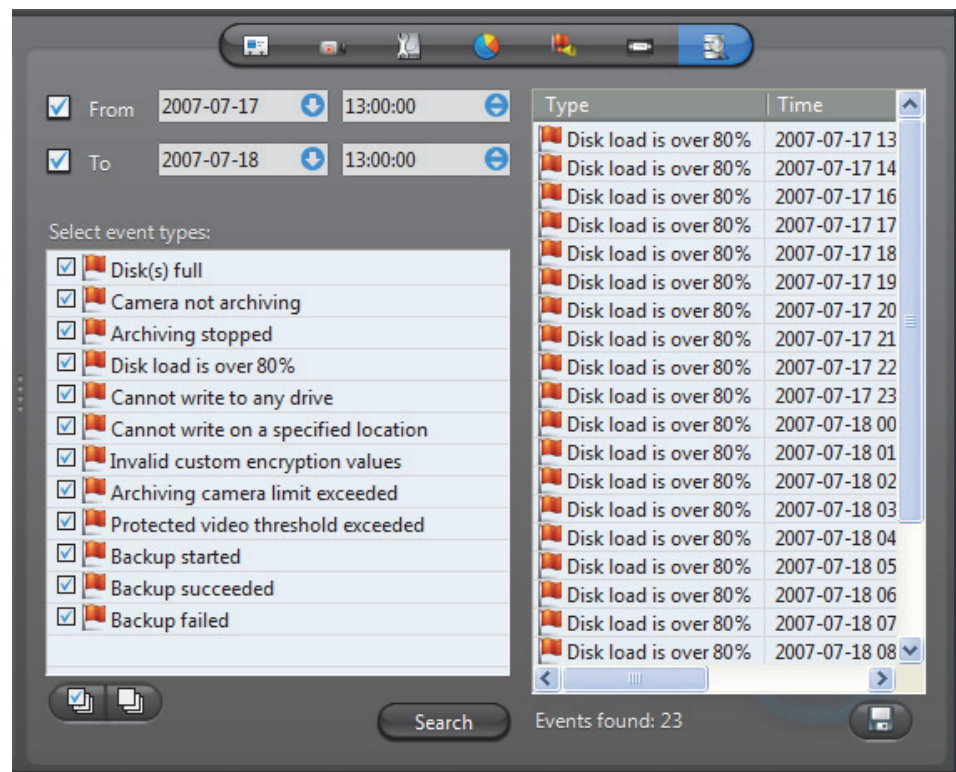 From 2007-07-17 13:00:00
To 2007-07-18 13:00:00
Select event types:
Disk(s) full
Camera not archiving
Archiving stopped
Disk load is over 80%
Cannot write to any drive
Cannot write on a specified location
Invalid custom encryption values
Archiving camera limit exceeded
Protected video threshold exceeded
Backup started
Backup succeeded
Backup failed
Search
Type Time
Disk load is over 80% 2007-07-17 13
Disk load is over 80% 2007-07-17 14
Disk load is over 80% 2007-07-17 16
Disk load is over 80% 2007-07-17 17
Disk load is over 80% 2007-07-17 18
Disk load is over 80% 2007-07-17 19
Disk load is over 80% 2007-07-17 20
Disk load is over 80% 2007-07-17 21
Disk load is over 80% 2007-07-17 22
Disk load is over 80% 2007-07-17 23
Disk load is over 80% 2007-07-18 00
Disk load is over 80% 2007-07-18 01
Disk load is over 80% 2007-07-18 02
Disk load is over 80% 2007-07-18 03
Disk load is over 80% 2007-07-18 04
Disk load is over 80% 2007-07-18 05
Disk load is over 80% 2007-07-18 06
Disk load is over 80% 2007-07-18 07
Disk load is over 80% 2007-07-18 08
Events found: 23